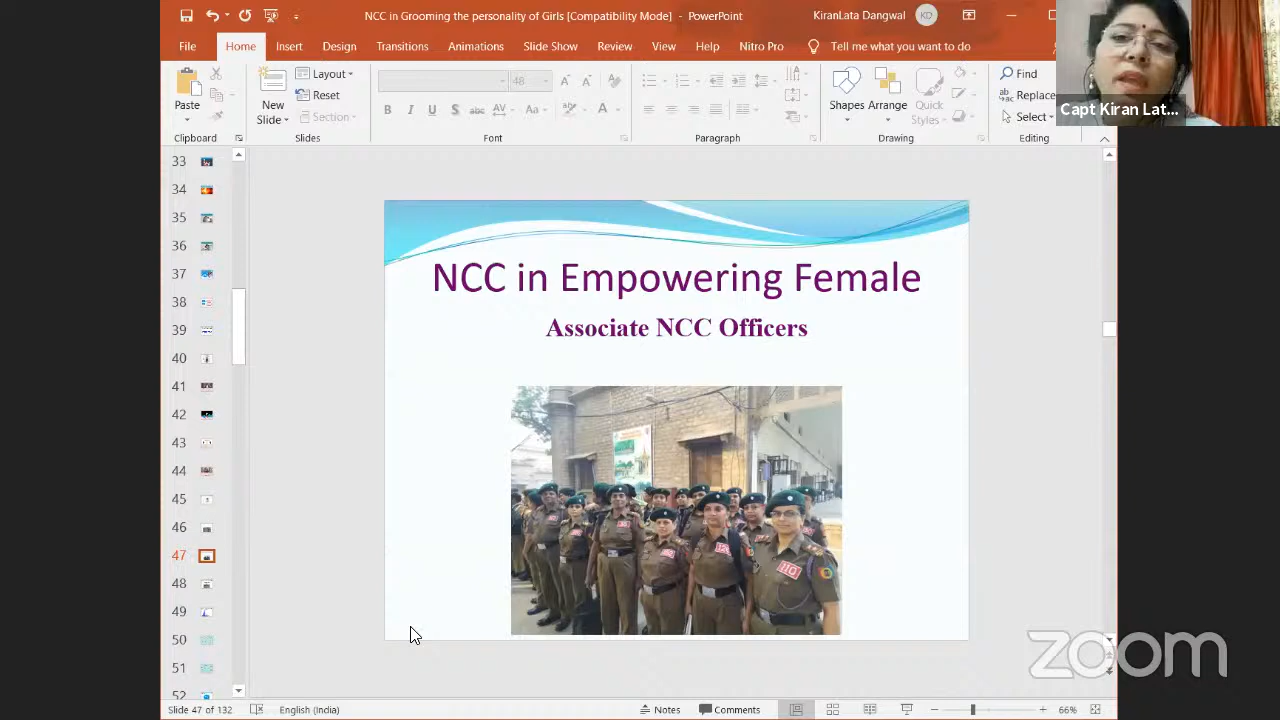 NCC in Grooming the personality of Girls [Compatibility Mode] - PowerPoint
KiranLata Dangwal
KD
File Home Insert Design Transitions Animations Slide Show Review View Help Nitro Pro Tell me what you want to do
Paste
Clipboard
New
Slide
Layout
Reset
Section
Slides
48
B I U S abc AV Aa A
Font
Paragraph
Shapes
Arrange
Quick
Styles
Drawing
Find
Replace
Select
Editing
Capt Kiran Lat...
33
34
35
36
37
38
39
40
41
42
43
44
45
46
47
48
49
50
51
52
NCC in Empowering Female
Associate NCC Officers
zoom
Slide 47 of 132
English (India)
Notes
Comments
66%